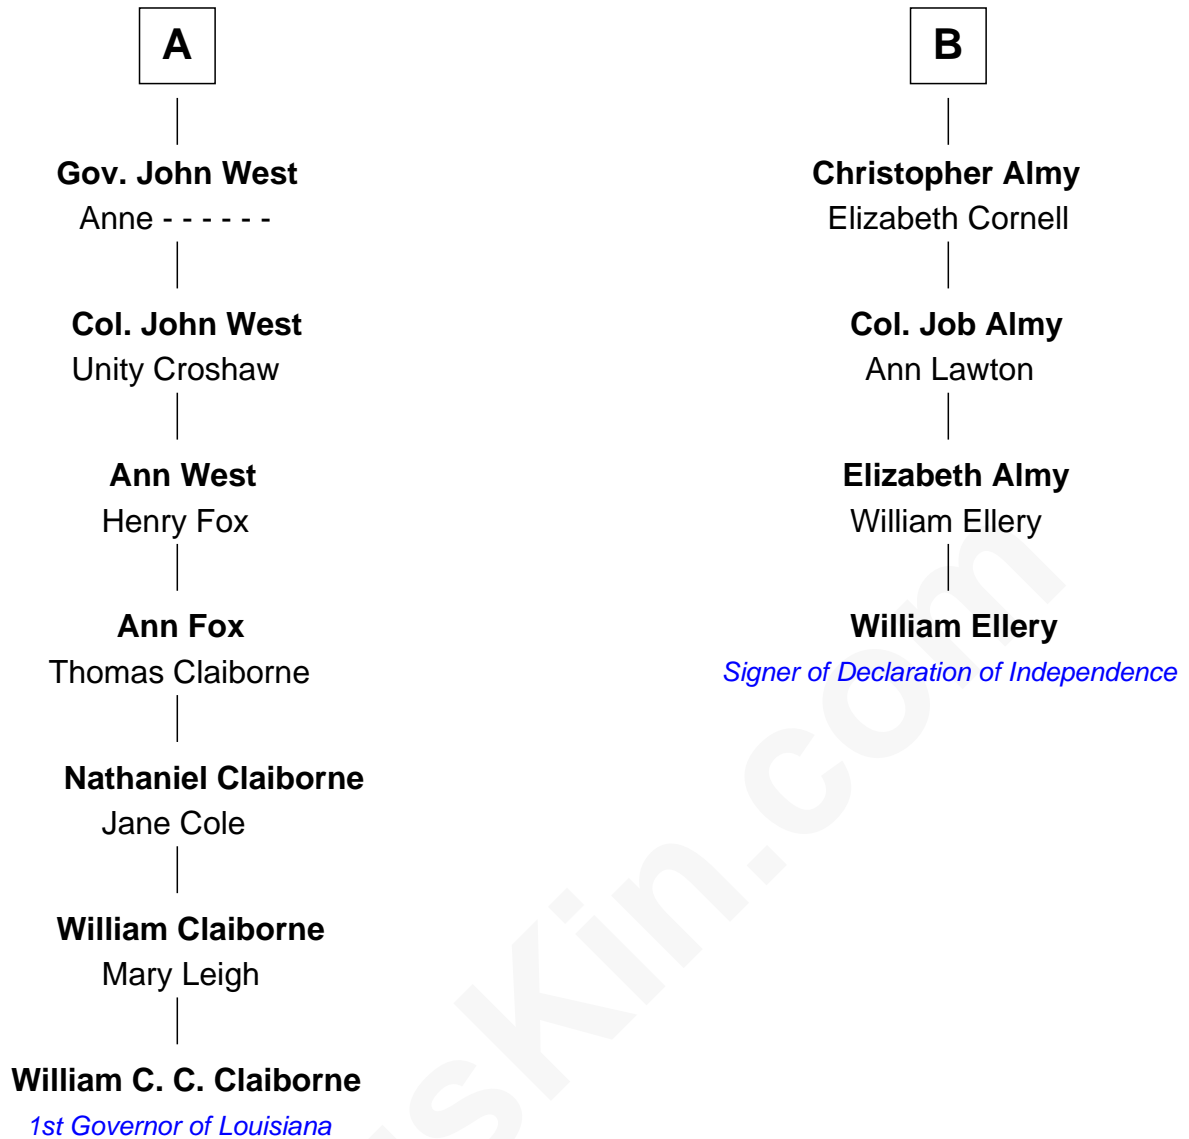 A
Gov. John West
Anne - - - - - -
Col. John West
Unity Croshaw
Ann West
Henry Fox
Ann Fox
Thomas Claiborne
Nathaniel Claiborne
Jane Cole
William Claiborne
Mary Leigh
William C. C. Claiborne
1st Governor of Louisiana
B
Christopher Almy
Elizabeth Cornell
Col. Job Almy
Ann Lawton
Elizabeth Almy
William Ellery
William Ellery
Signer of Declaration of Independence
usKin.com